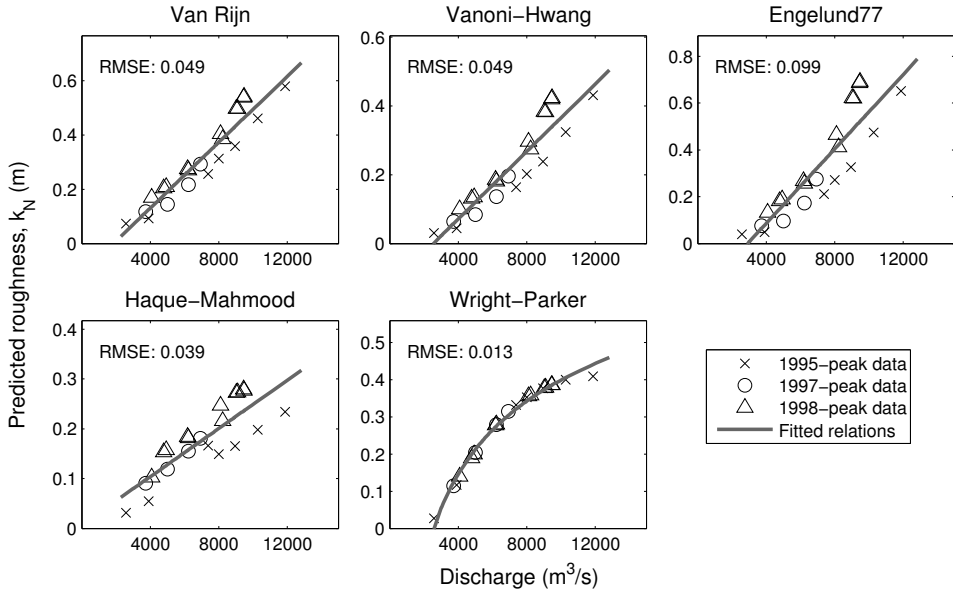 Van Rijn
Vanoni−Hwang
Engelund77
RMSE: 0.049
RMSE: 0.049
RMSE: 0.099
0.6
0.4
0.2
0
4000 8000 12000
0.6
0.4
0.2
0
4000 8000 12000
0.8
0.6
0.4
0.2
0
4000 8000 12000
Predicted roughness, k_N (m)
Haque−Mahmood
Wright−Parker
RMSE: 0.039
RMSE: 0.013
0.4
0.3
0.2
0.1
0
4000 8000 12000
0.5
0.4
0.3
0.2
0.1
0
4000 8000 12000
Discharge (m³/s)
1995−peak data
1997−peak data
1998−peak data
Fitted relations